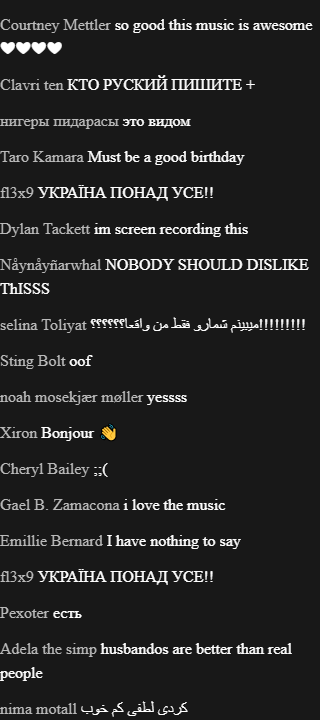 Courtney Mettler so good this music is awesome
🤍🤍🤍🤍
Clavri ten КТО РУСКИЙ ПИШИТЕ +
нигеры пидарасы это видом
Taro Kamara Must be a good birthday
fl3x9 УКРАЇНА ПОНАД УСЕ!!
Dylan Tackett im screen recording this
Nåynåyñarwhal NOBODY SHOULD DISLIKE
ThISSS
selina Toliyat میبینم شمارو فقط من واقعا؟؟؟؟؟؟!!!!!!!!!
Sting Bolt oof
noah mosekjær møller yessss
Xiron Bonjour 👋
Cheryl Bailey ;;(
Gael B. Zamacona i love the music
Emillie Bernard I have nothing to say
fl3x9 УКРАЇНА ПОНАД УСЕ!!
Pexoter есть
Adela the simp husbandos are better than real
people
nima motall کردی لطفی کم خوب